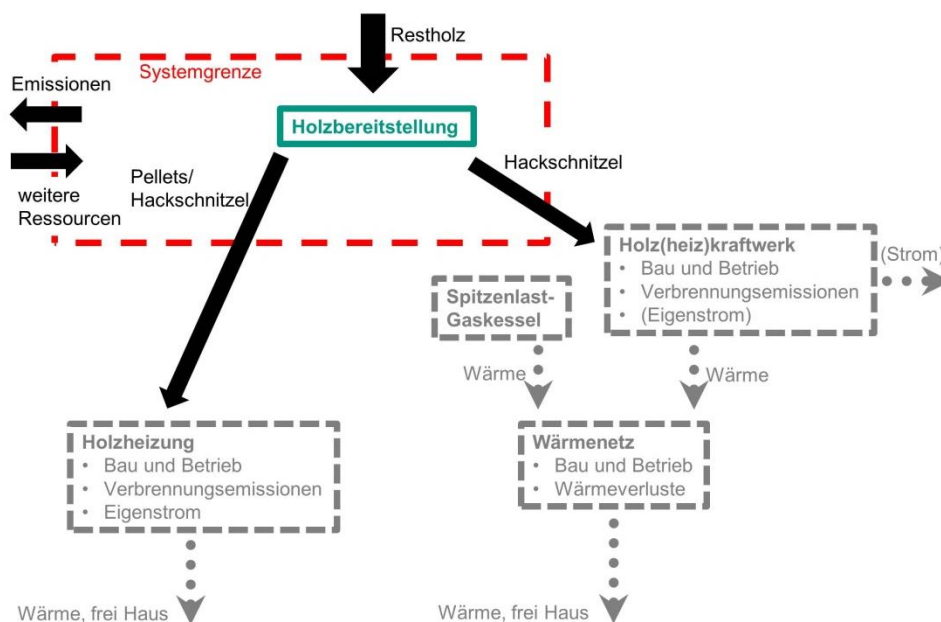 Restholz
Systemgrenze
Emissionen
Holzbereitstellung
Hackschnitzel
Pellets/
Hackschnitzel
weitere
Ressourcen
Holz(heiz)kraftwerk
• Bau und Betrieb
• Verbrennungsemissionen
• (Eigenstrom)
(Strom)
Spitzenlast-
Gaskessel
Wärme
Wärme
Holzheizung
• Bau und Betrieb
• Verbrennungsemissionen
• Eigenstrom
Wärmenetz
• Bau und Betrieb
• Wärmeverluste
Wärme, frei Haus
Wärme, frei Haus